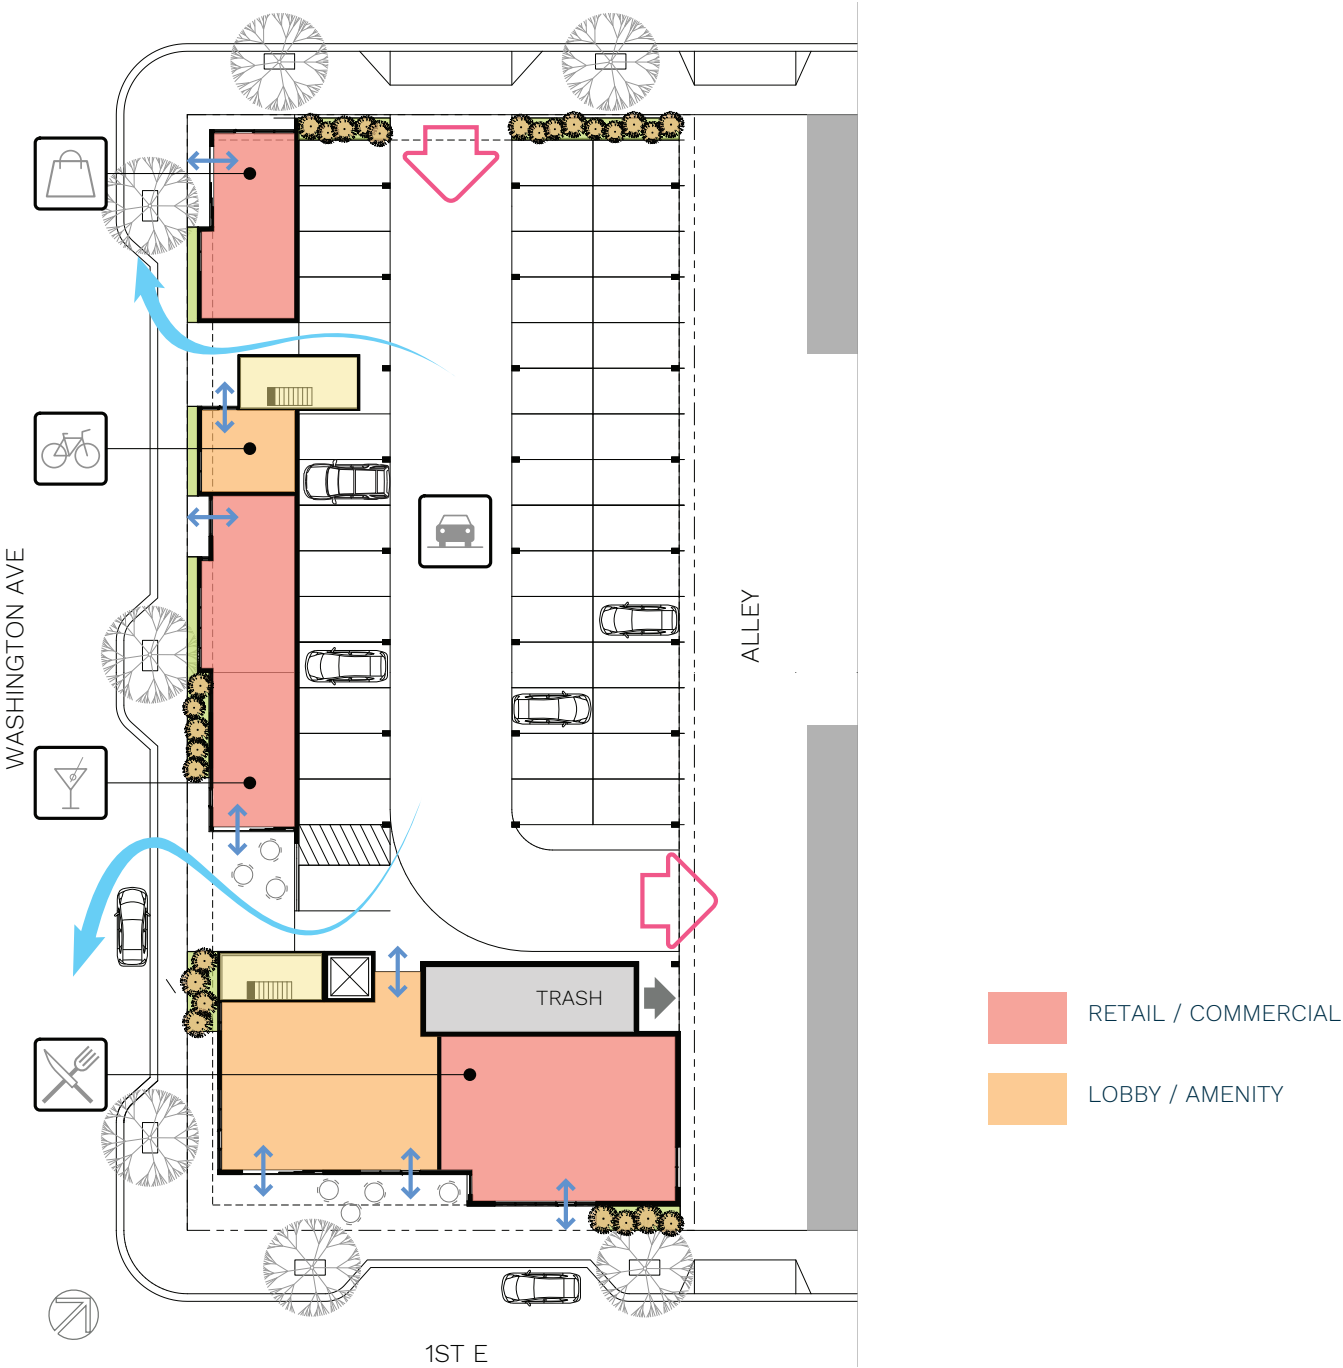 WASHINGTON AVE
ALLEY
TRASH
RETAIL / COMMERCIAL
LOBBY / AMENITY
1ST E